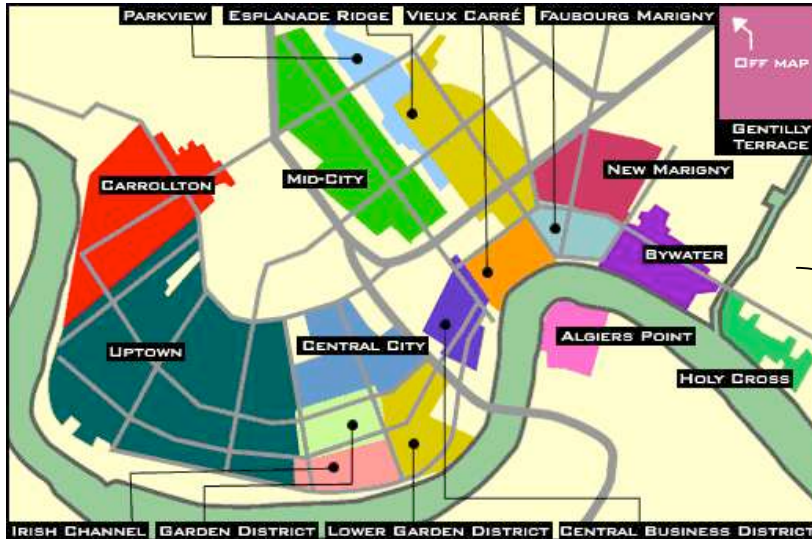 Parkview Esplanade Ridge Vieux Carré Faubourg Marigny
Off map
Gentilly
Terrace
Carrollton
Mid-City
New Marigny
Bywater
Uptown
Central City
Algiers Point
Holy Cross
Irish Channel Garden District Lower Garden District Central Business District